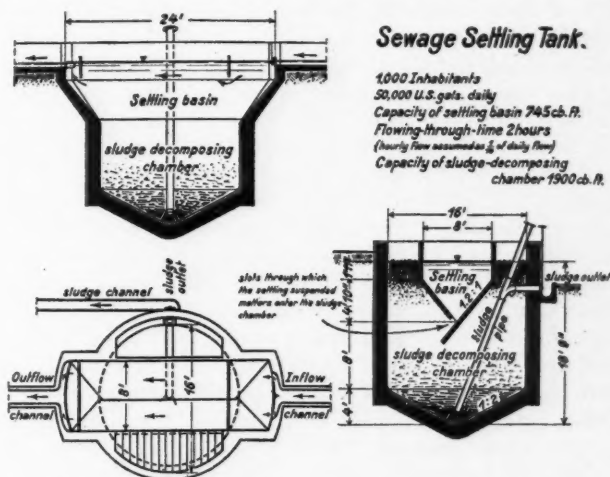 24'
Sewage Settling Tank.
1,000 Inhabitants
50,000 U.S. gals. daily
Capacity of settling basin 745 cb. ft.
Flowing-through-time 2 hours
(hourly flow assumed as of daily flow)
Capacity of sludge-decomposing
chamber 1900 cb. ft.
Settling basin
sludge decomposing
chamber
16'
8'
slots through which
the settling suspended
matters enter the sludge
chamber
Settling
basin
sludge outlet
sludge pipe
sludge decomposing
chamber
8'
4'
1:2
sludge channel
sludge
outlet
Outflow
channel
8'
16'
Inflow
channel